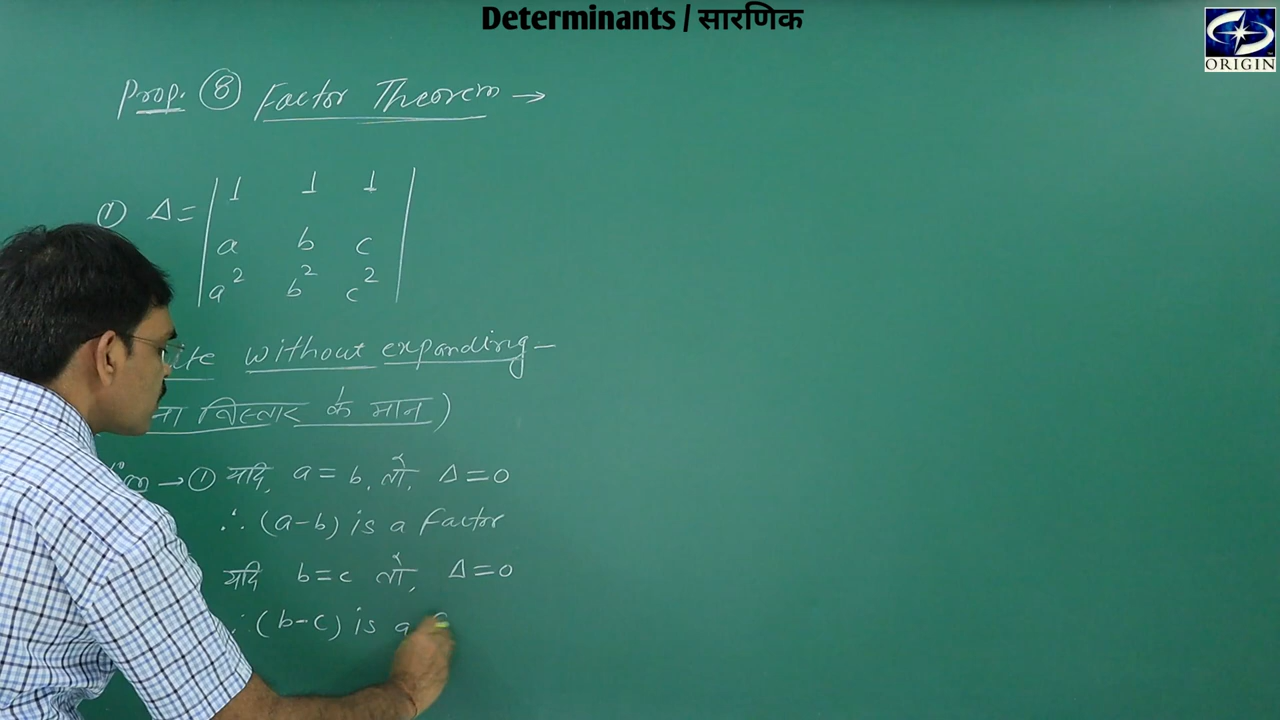 Determinants / सारणिक
ORIGIN
Prop. ⑧ Factor Theorem →
① Δ = | 1 1 1 |
| a b c |
| a² b² c² |
without expanding –
विस्तार के मान)
→ ① यदि, a = b, तो, Δ = 0
∴ (a-b) is a factor
यदि b = c तो, Δ = 0
∴ (b-c) is a